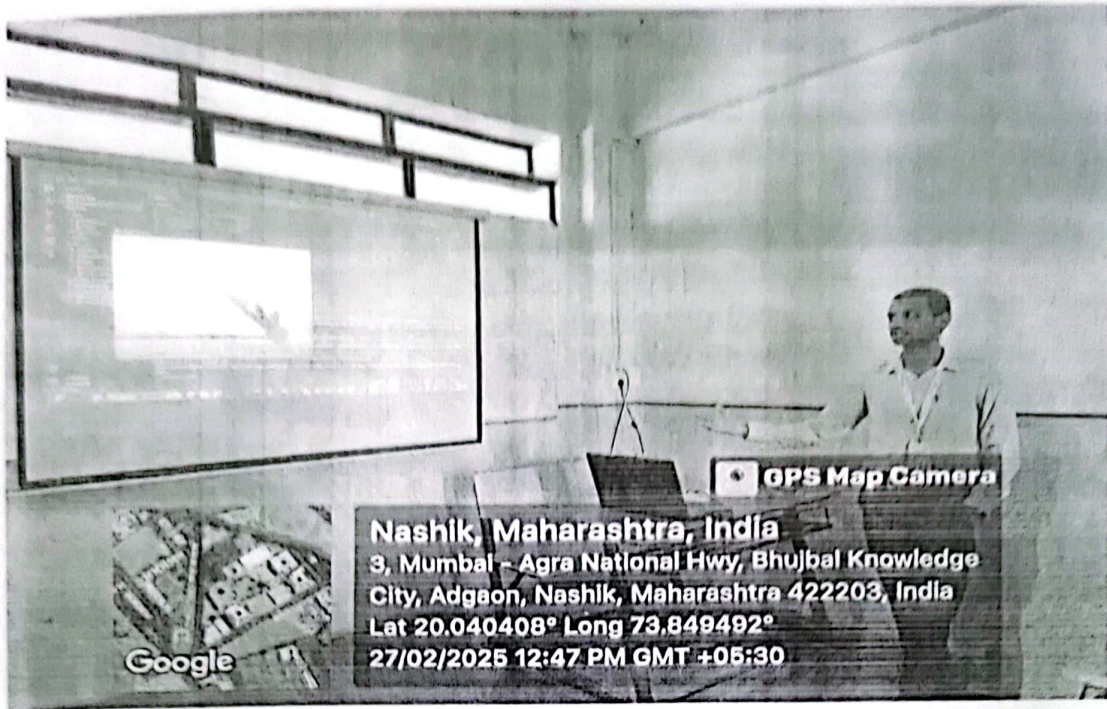 GPS Map Camera
Nashik, Maharashtra, India
3, Mumbai - Agra National Hwy, Bhujbal Knowledge
City, Adgaon, Nashik, Maharashtra 422203, India
Lat 20.040408° Long 73.849492°
27/02/2025 12:47 PM GMT +05:30
Google